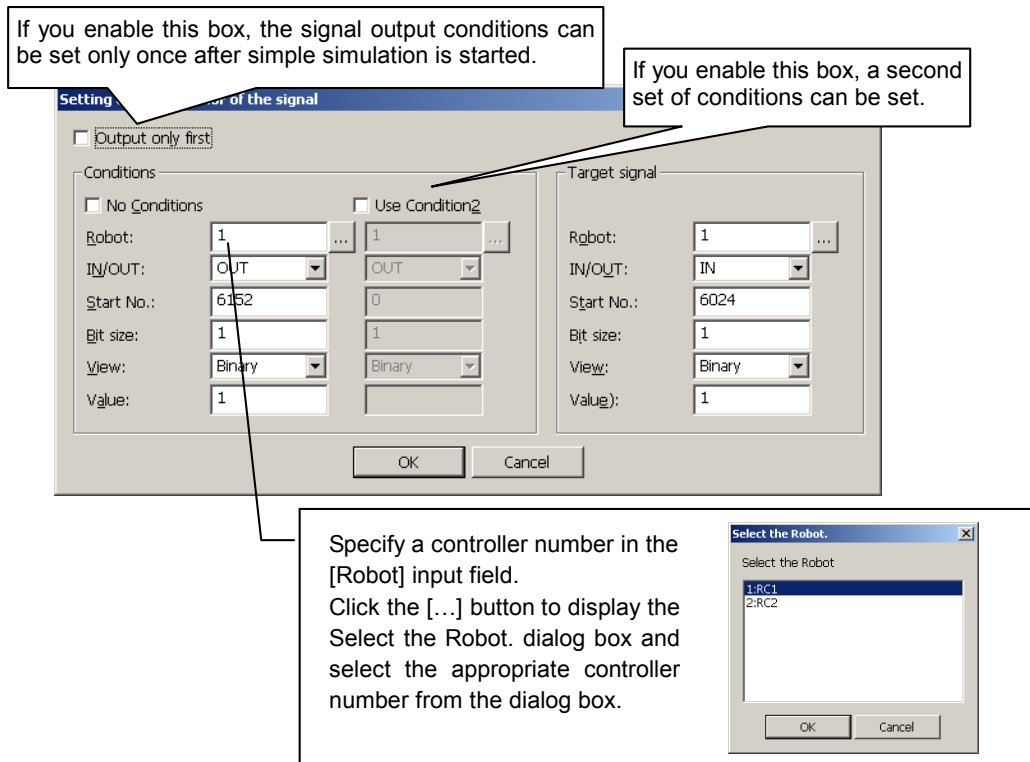 If you enable this box, the signal output conditions can
be set only once after simple simulation is started.
If you enable this box, a second
set of conditions can be set.
Setting or of the signal
Output only first
Conditions
No Conditions
Use Condition2
Robot: 1 ... 1 ...
IN/OUT: OUT OUT
Start No.: 6152 0
Bit size: 1 1
View: Binary Binary
Value: 1
Target signal
Robot: 1 ...
IN/OUT: IN
Start No.: 6024
Bit size: 1
View: Binary
Value): 1
OK Cancel
Specify a controller number in the
[Robot] input field.
Click the […] button to display the
Select the Robot. dialog box and
select the appropriate controller
number from the dialog box.
Select the Robot.
Select the Robot
1:RC1
2:RC2
OK Cancel